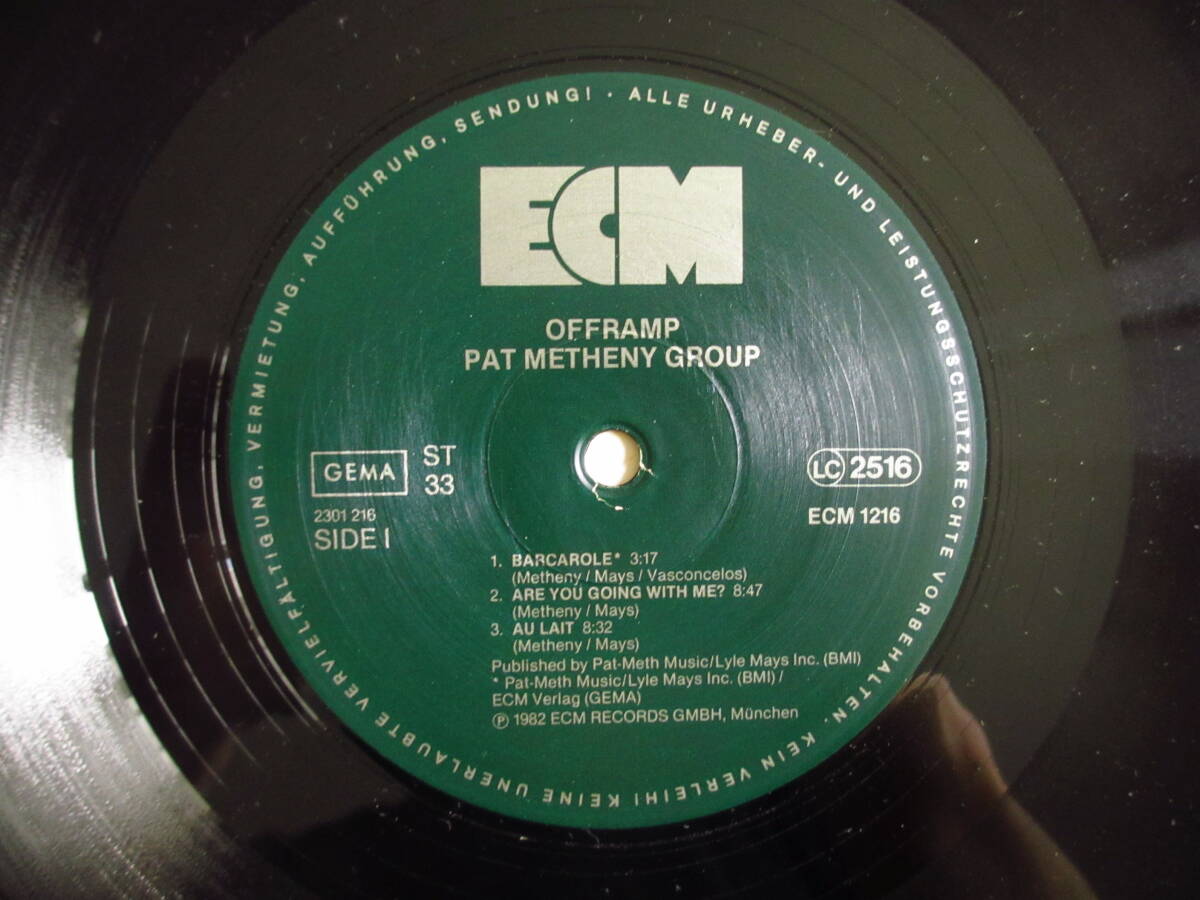 ALLE URHEBER- UND LEISTUNGSSCHUTZRECHTE VORBEHALTEN. KEIN VERLEIH! KEINE UNERLAUBTE VERVIELFÄLTIGUNG, VERMIETUNG, AUFFÜHRUNG, SENDUNG! ·
ECM
OFFRAMP
PAT METHENY GROUP
GEMA
ST
33
2301 216
SIDE I
LC 2516
ECM 1216
1. BARCAROLE* 3:17
(Metheny / Mays / Vasconcelos)
2. ARE YOU GOING WITH ME? 8:47
(Metheny / Mays)
3. AU LAIT 8:32
(Metheny / Mays)
Published by Pat-Meth Music/Lyle Mays Inc. (BMI)
* Pat-Meth Music/Lyle Mays Inc. (BMI) /
ECM Verlag (GEMA)
℗ 1982 ECM RECORDS GMBH, München